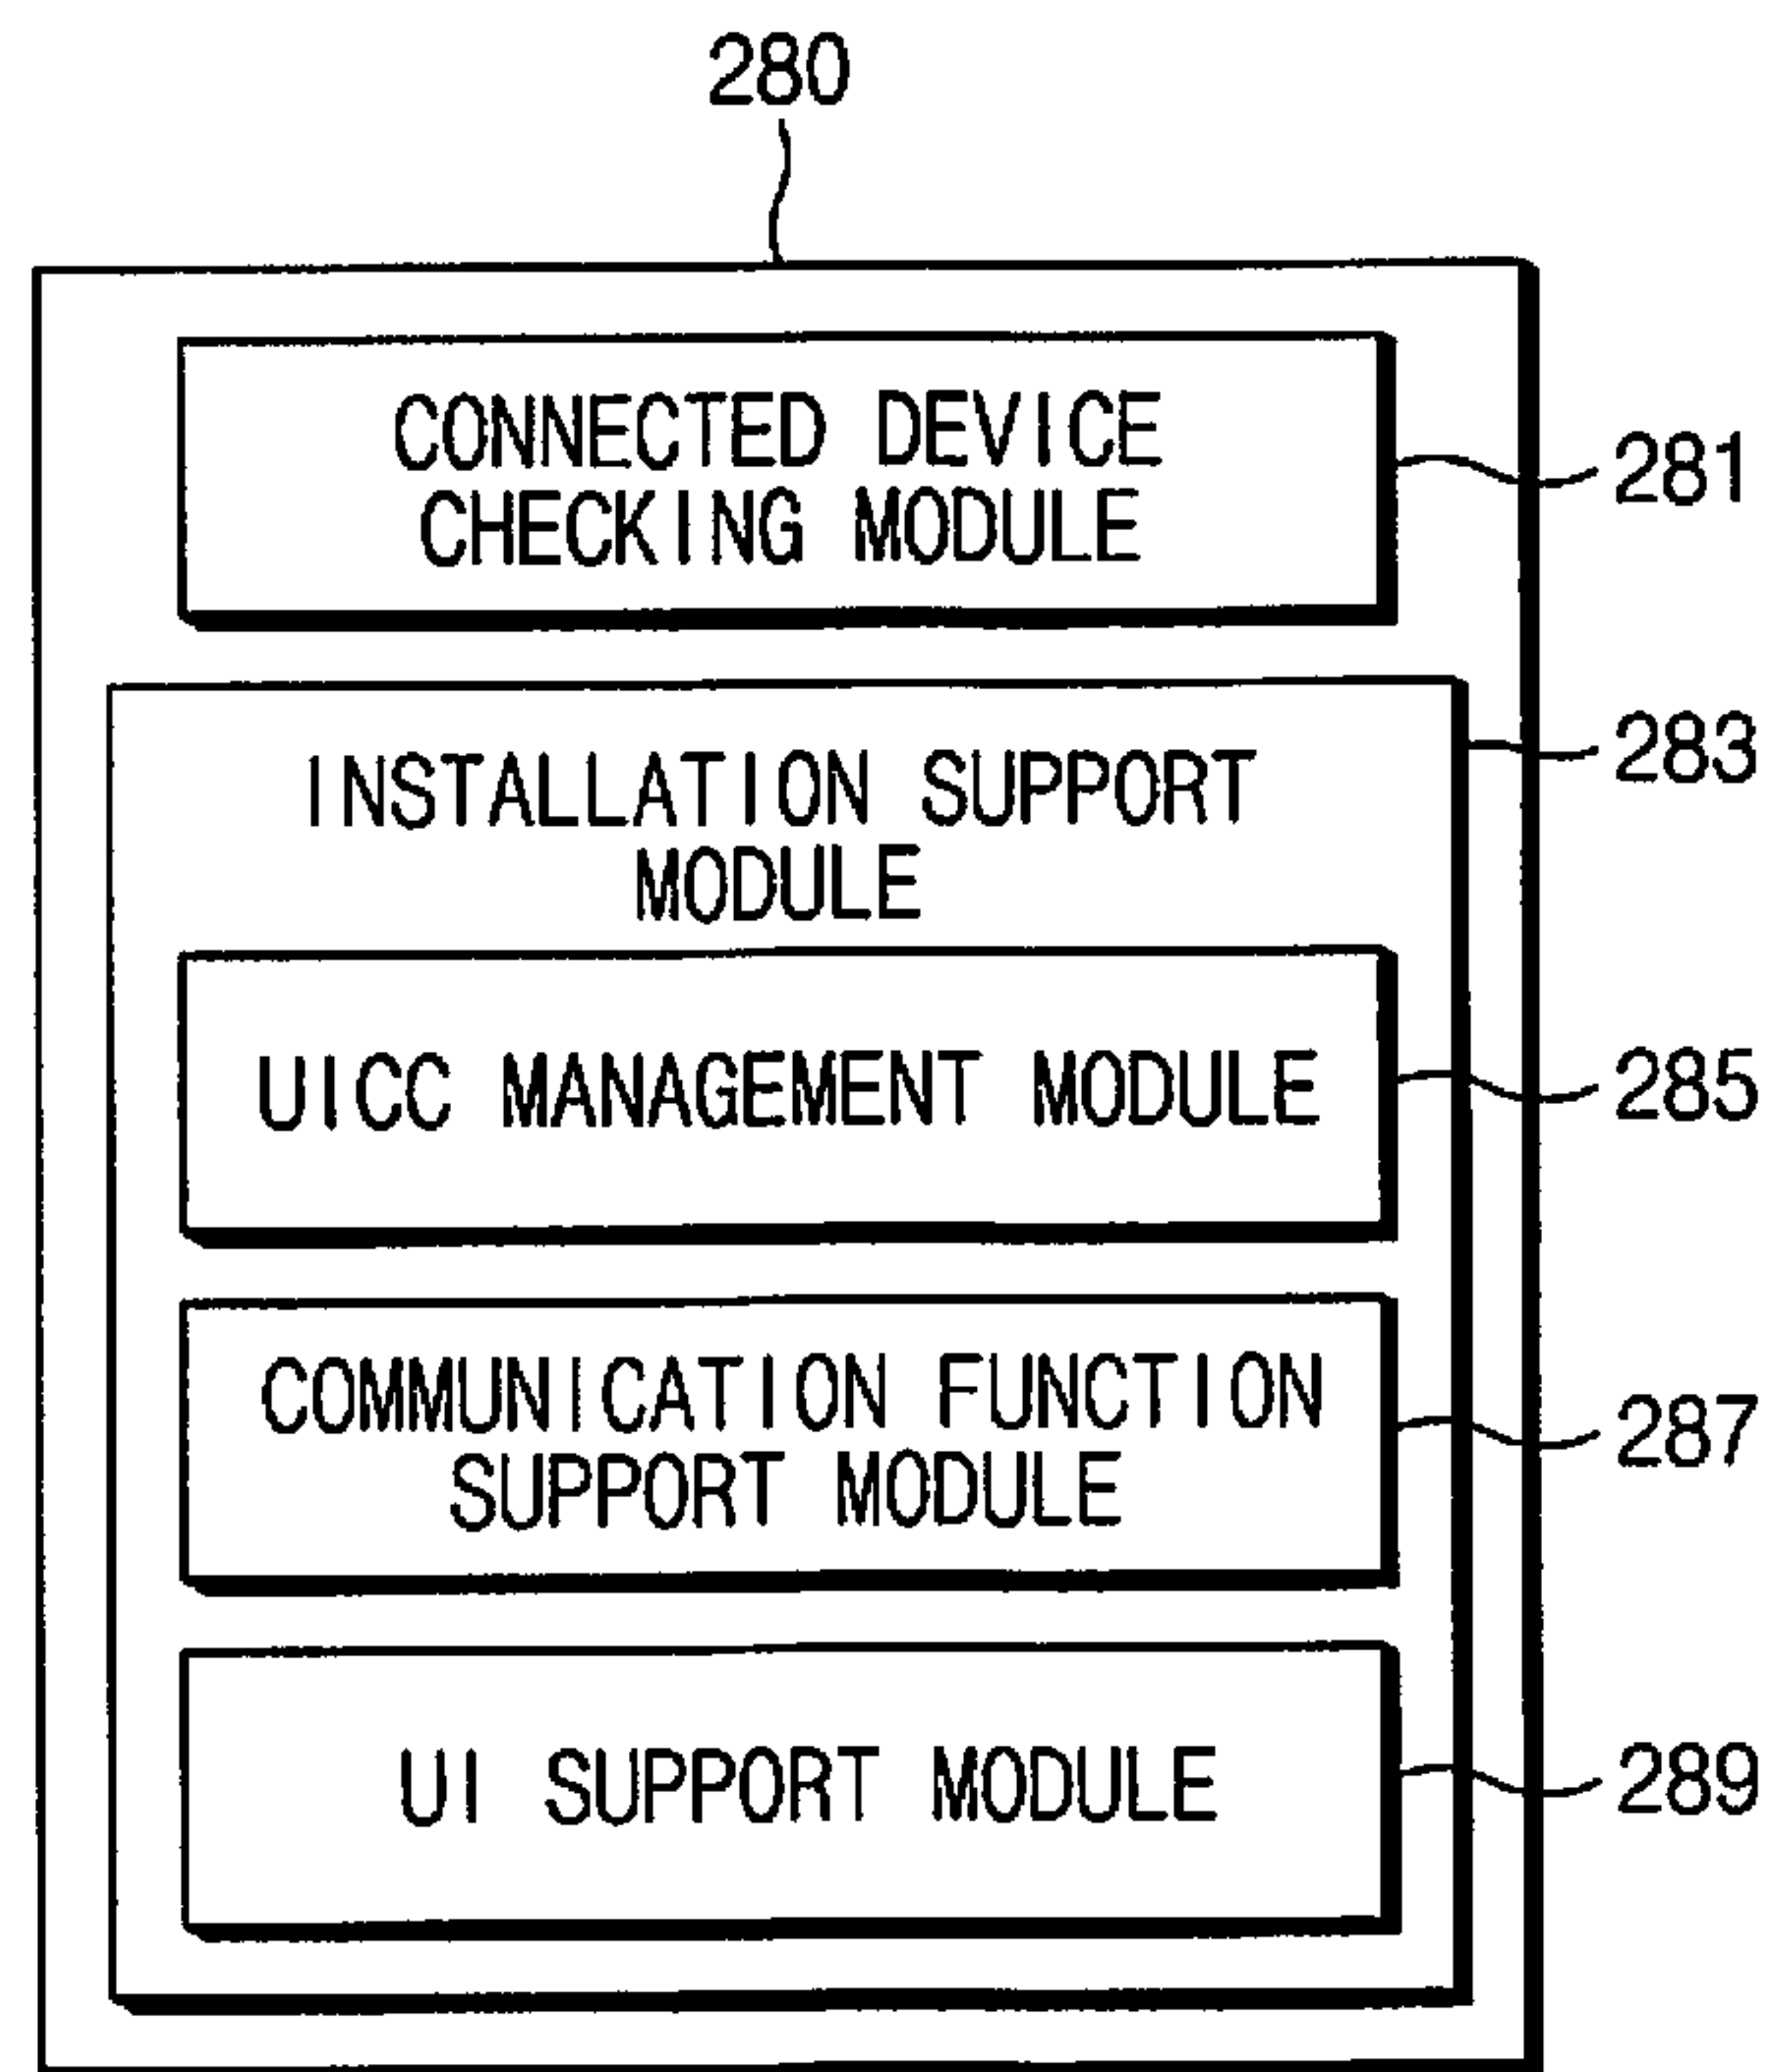 280
CONNECTED DEVICE
CHECKING MODULE
281
INSTALLATION SUPPORT
MODULE
283
UICC MANAGEMENT MODULE
285
COMMUNICATION FUNCTION
SUPPORT MODULE
287
UI SUPPORT MODULE
289